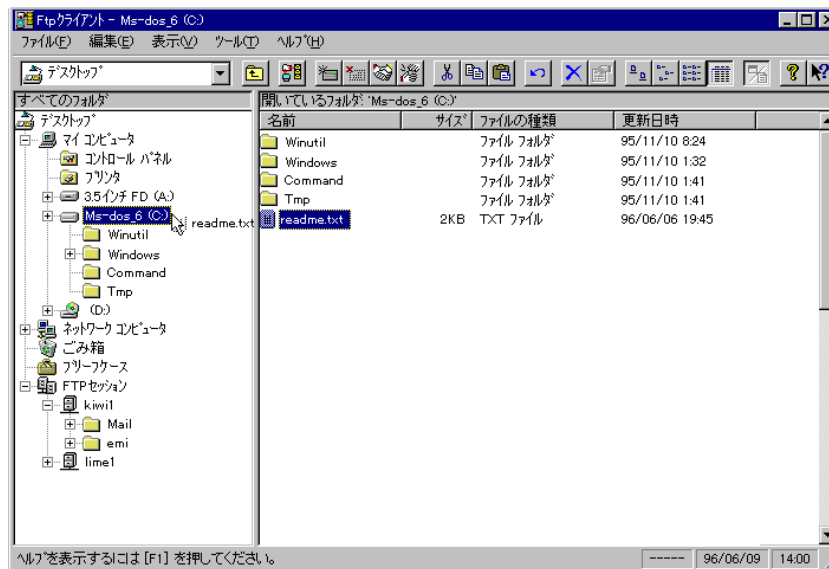 Ftpｸﾗｲｱﾝﾄ - Ms-dos_6 (C:)
ﾌｧｲﾙ(F) 編集(E) 表示(V) ﾂｰﾙ(T) ﾍﾙﾌﾟ(H)
ﾃﾞｽｸﾄｯﾌﾟ
すべてのﾌｫﾙﾀﾞ
ﾃﾞｽｸﾄｯﾌﾟ
ﾏｲ ｺﾝﾋﾟｭｰﾀ
ｺﾝﾄﾛｰﾙ ﾊﾟﾈﾙ
ﾌﾟﾘﾝﾀ
3.5ｲﾝﾁ FD (A:)
Ms-dos_6 (C:)
readme.txt
Winutil
Windows
Command
Tmp
(D:)
ﾈｯﾄﾜｰｸ ｺﾝﾋﾟｭｰﾀ
ごみ箱
ﾌﾞﾘｰﾌｹｰｽ
FTPｾｯｼｮﾝ
kiwi1
Mail
emi
lime1
開いているﾌｫﾙﾀﾞ: 'Ms-dos_6 (C:)'
名前 ｻｲｽﾞ ﾌｧｲﾙの種類 更新日時
Winutil ﾌｧｲﾙ ﾌｫﾙﾀﾞ 95/11/10 8:24
Windows ﾌｧｲﾙ ﾌｫﾙﾀﾞ 95/11/10 1:32
Command ﾌｧｲﾙ ﾌｫﾙﾀﾞ 95/11/10 1:41
Tmp ﾌｧｲﾙ ﾌｫﾙﾀﾞ 95/11/10 1:41
readme.txt 2KB TXT ﾌｧｲﾙ 96/06/06 19:45
ﾍﾙﾌﾟを表示するには [F1] を押してください。
----- 96/06/09 14:00